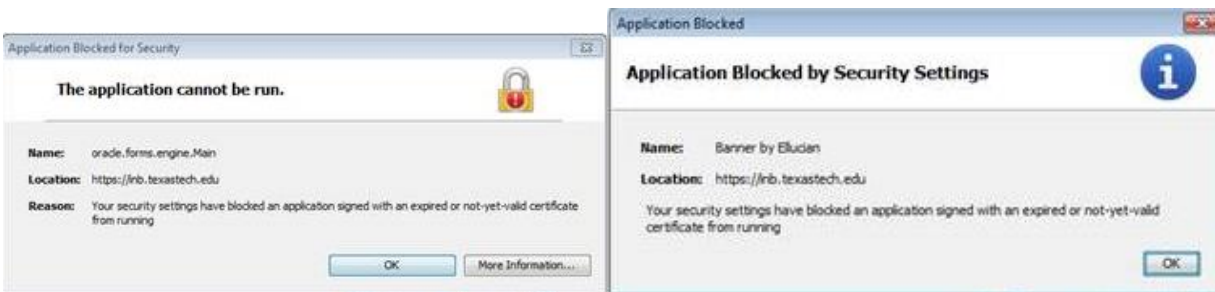 Application Blocked for Security
The application cannot be run.
Name: oracle.forms.engine.Main
Location: https://inb.texastech.edu
Reason: Your security settings have blocked an application signed with an expired or not-yet-valid certificate
from running
OK
More Information...
Application Blocked
Application Blocked by Security Settings
Name: Banner by Ellucian
Location: https://inb.texastech.edu
Your security settings have blocked an application signed with an expired or not-yet-valid
certificate from running
OK